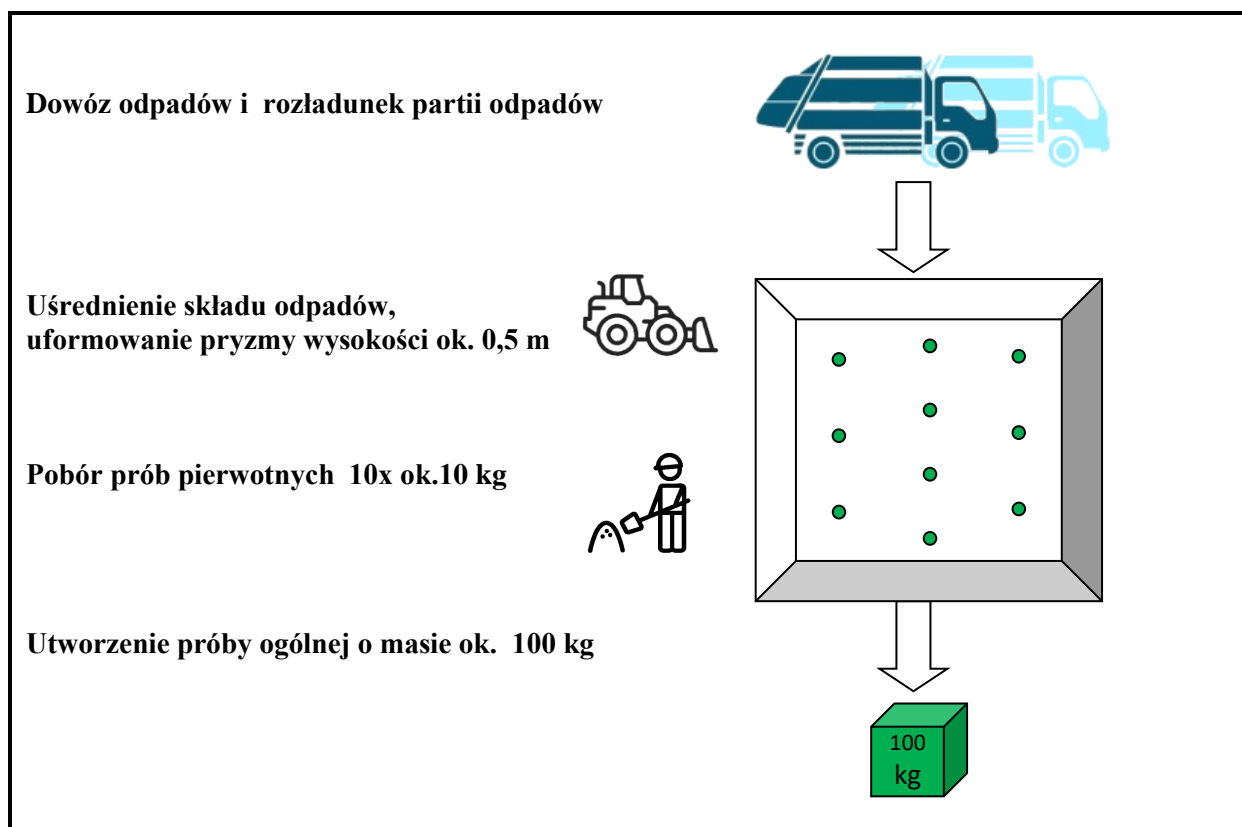 Dowóz odpadów i rozładunek partii odpadów
Uśrednienie składu odpadów,
uformowanie pryzmy wysokości ok. 0,5 m
Pobór prób pierwotnych 10x ok.10 kg
Utworzenie próby ogólnej o masie ok. 100 kg
100
kg